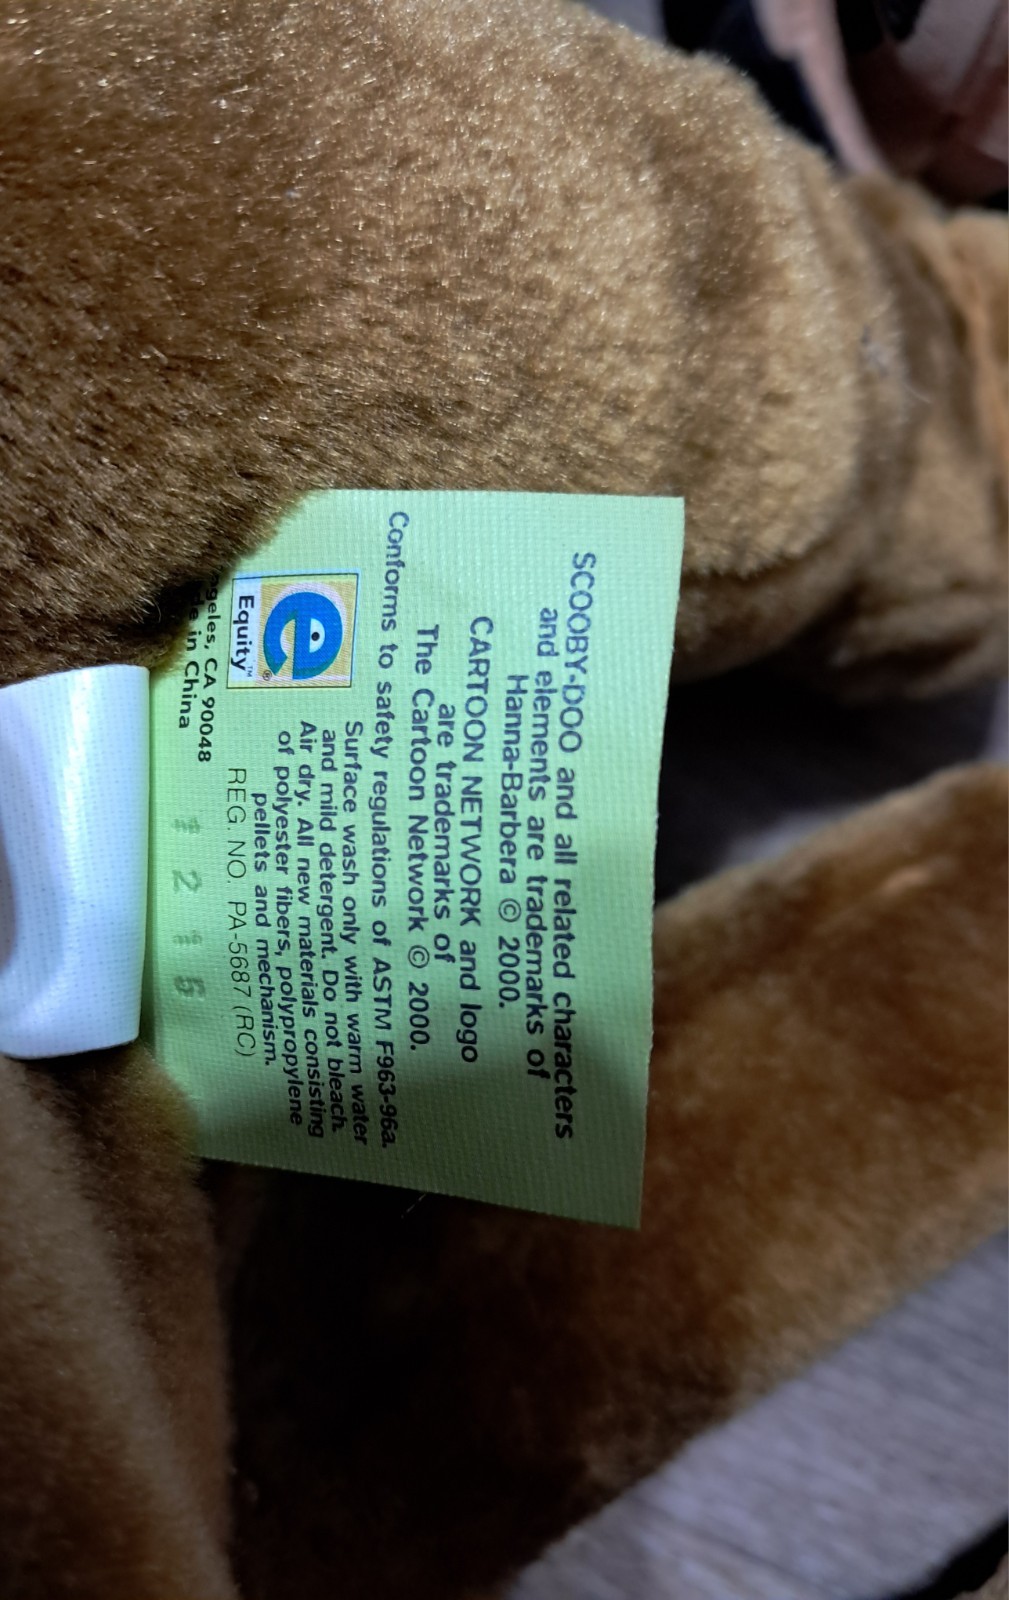 SCOOBY-DOO and all related characters
and elements are trademarks of
Hanna-Barbera © 2000.
CARTOON NETWORK and logo
are trademarks of
The Cartoon Network © 2000.
Conforms to safety regulations of ASTM F963-96a.
Surface wash only with warm water
and mild detergent. Do not bleach.
Air dry. All new materials consisting
of polyester fibers, polypropylene
pellets and mechanism.
REG. NO. PA-5687 (RC)
e®
Equity™
CA 90048
in China